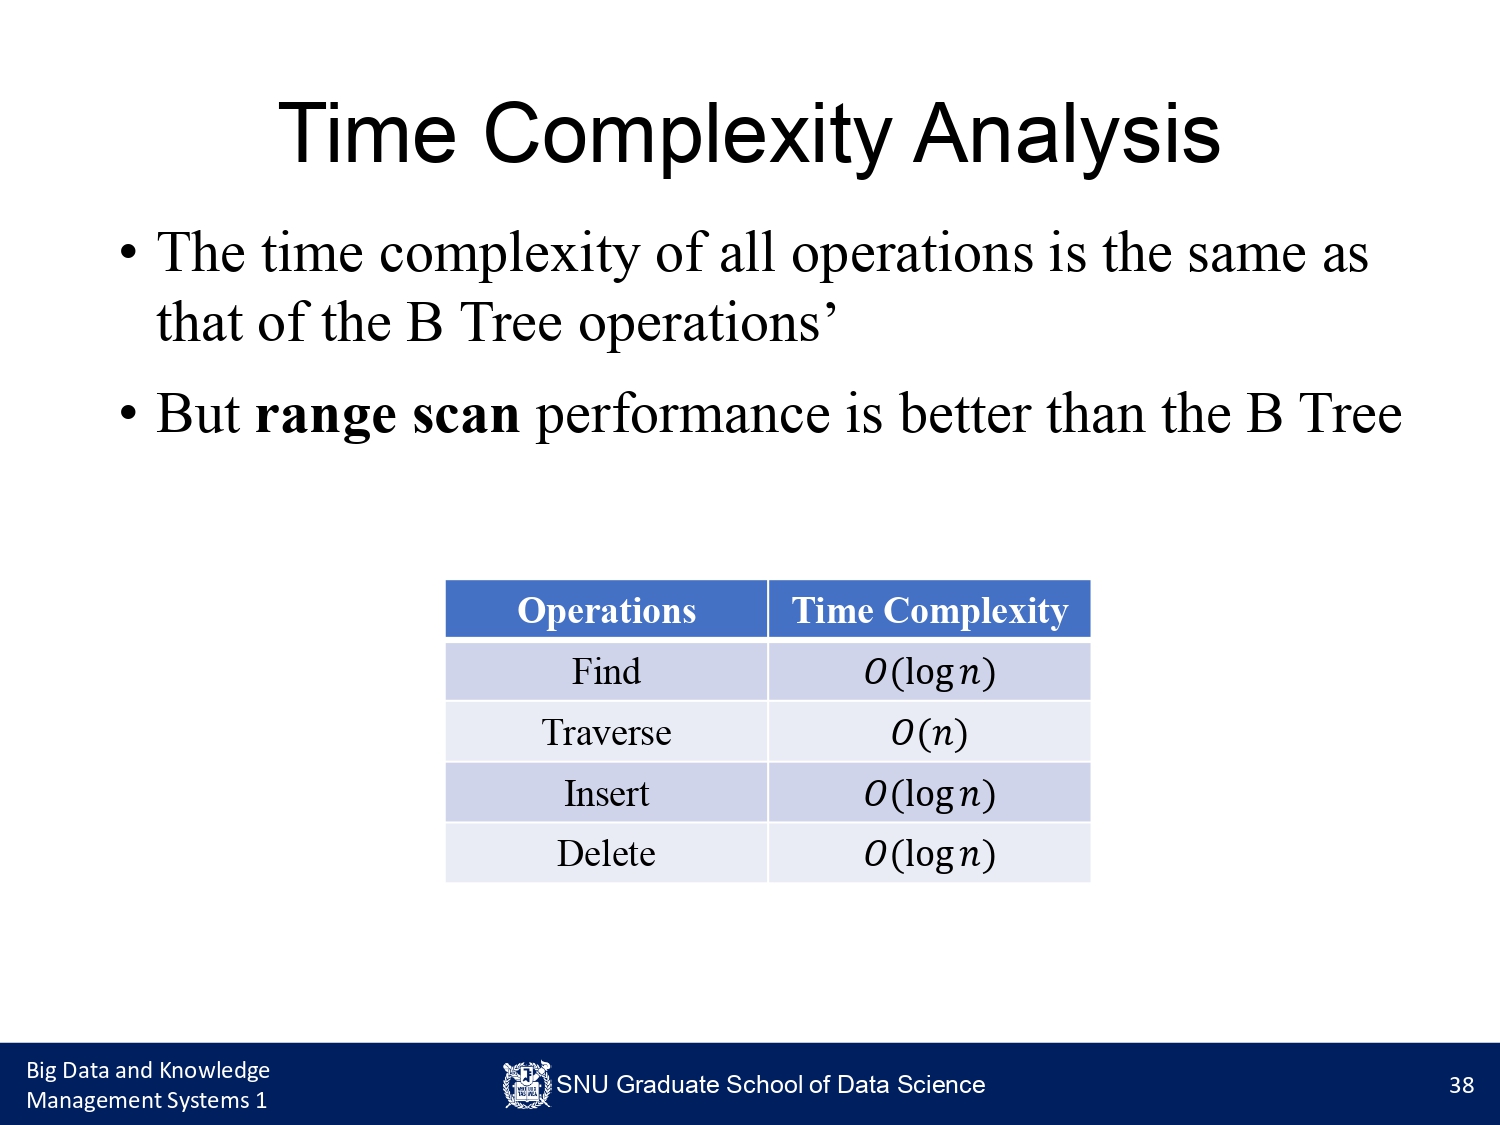 Time Complexity Analysis
• The time complexity of all operations is the same as
that of the B Tree operations’
• But range scan performance is better than the B Tree
Operations Time Complexity
Find O(log n)
Traverse O(n)
Insert O(log n)
Delete O(log n)
Big Data and Knowledge
Management Systems 1
SNU Graduate School of Data Science
38